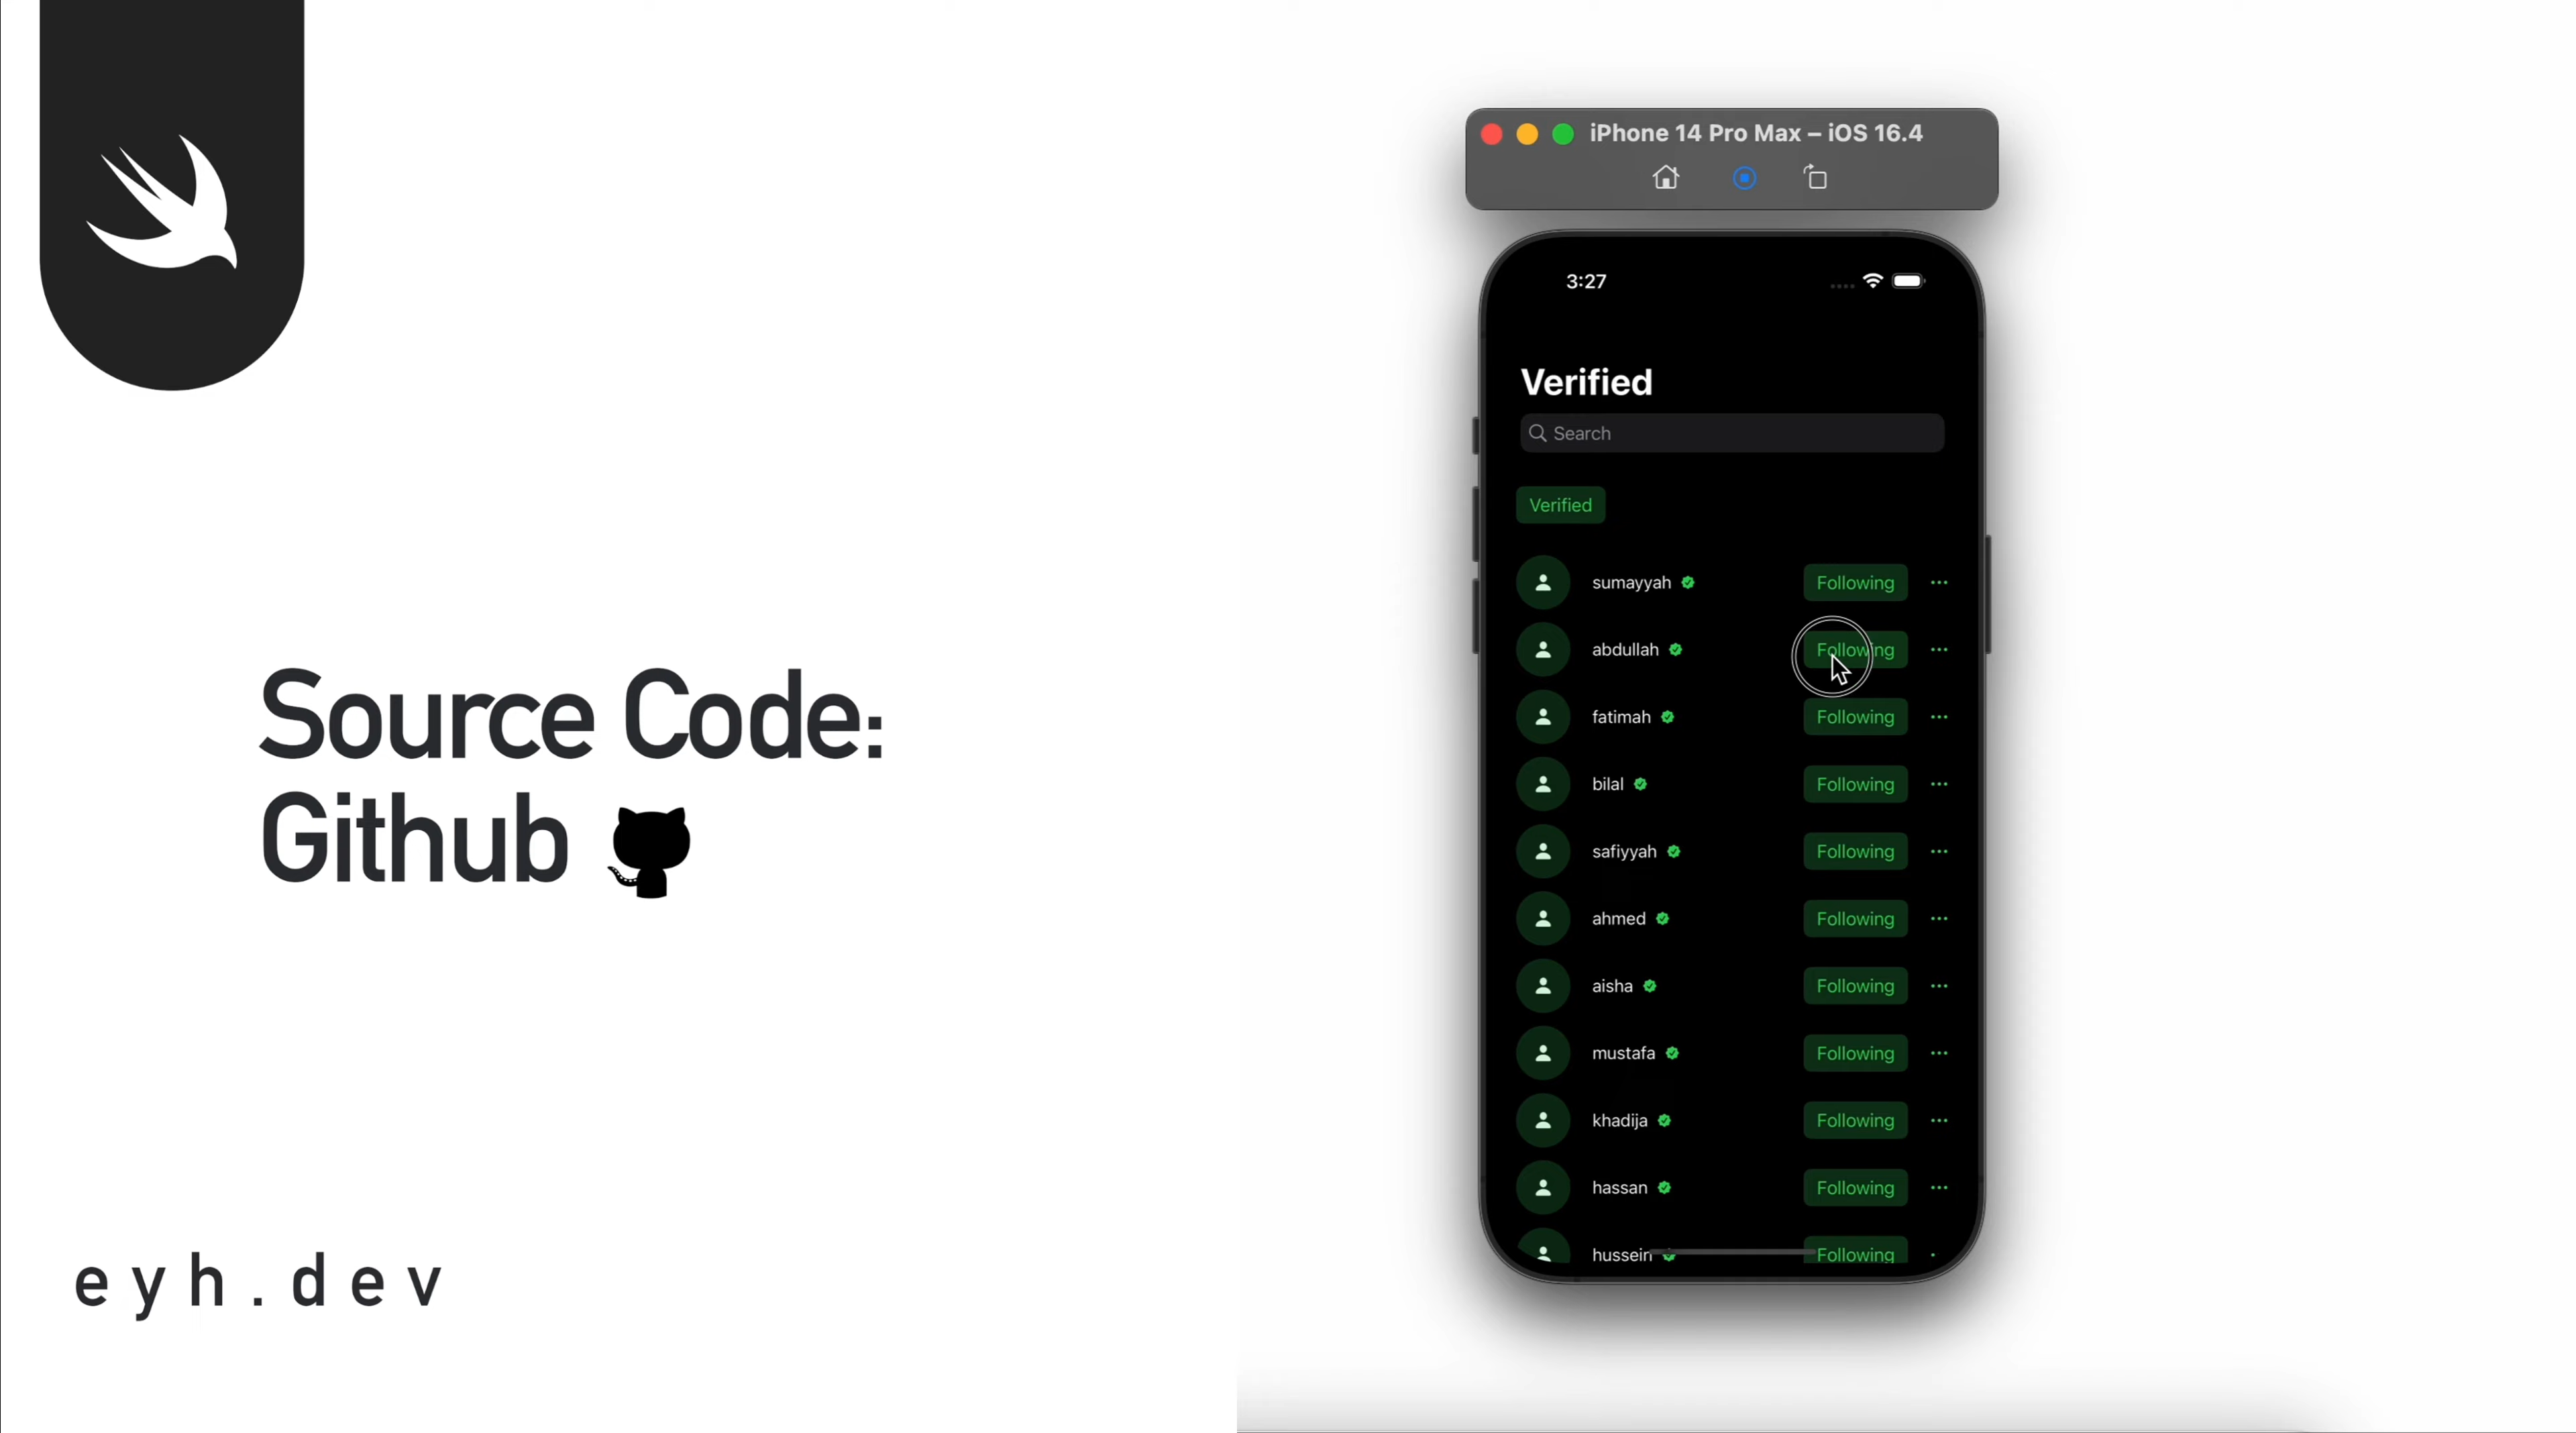 Source Code:
Github
eyh.dev
iPhone 14 Pro Max – iOS 16.4
3:27
Verified
Search
Verified
sumayyah Following
abdullah Following
fatimah Following
bilal Following
safiyyah Following
ahmed Following
aisha Following
mustafa Following
khadija Following
hassan Following
hussein Following